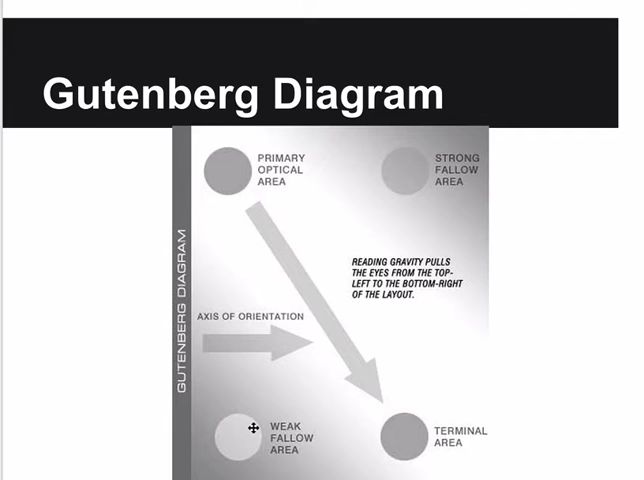 Gutenberg Diagram
GUTENBERG DIAGRAM
PRIMARY
OPTICAL
AREA
STRONG
FALLOW
AREA
READING GRAVITY PULLS
THE EYES FROM THE TOP-
LEFT TO THE BOTTOM-RIGHT
OF THE LAYOUT.
AXIS OF ORIENTATION
WEAK
FALLOW
AREA
TERMINAL
AREA